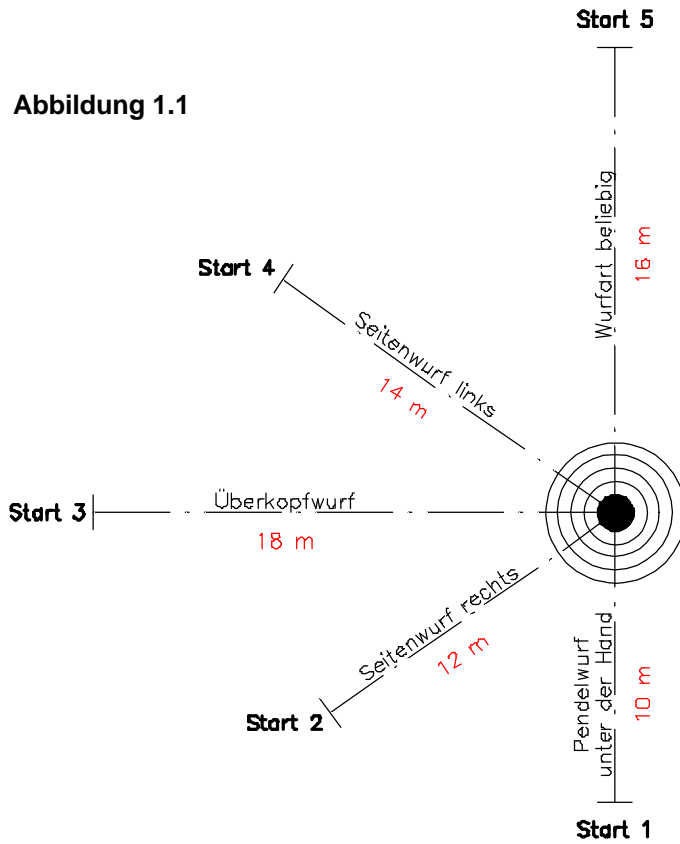 Start 5
Abbildung 1.1
Wurfart beliebig
16 m
Start 4
Seitenwurf links
14 m
Start 3
Überkopfwurf
18 m
Seitenwurf rechts
12 m
Start 2
Pendelwurf
unter der Hand
10 m
Start 1